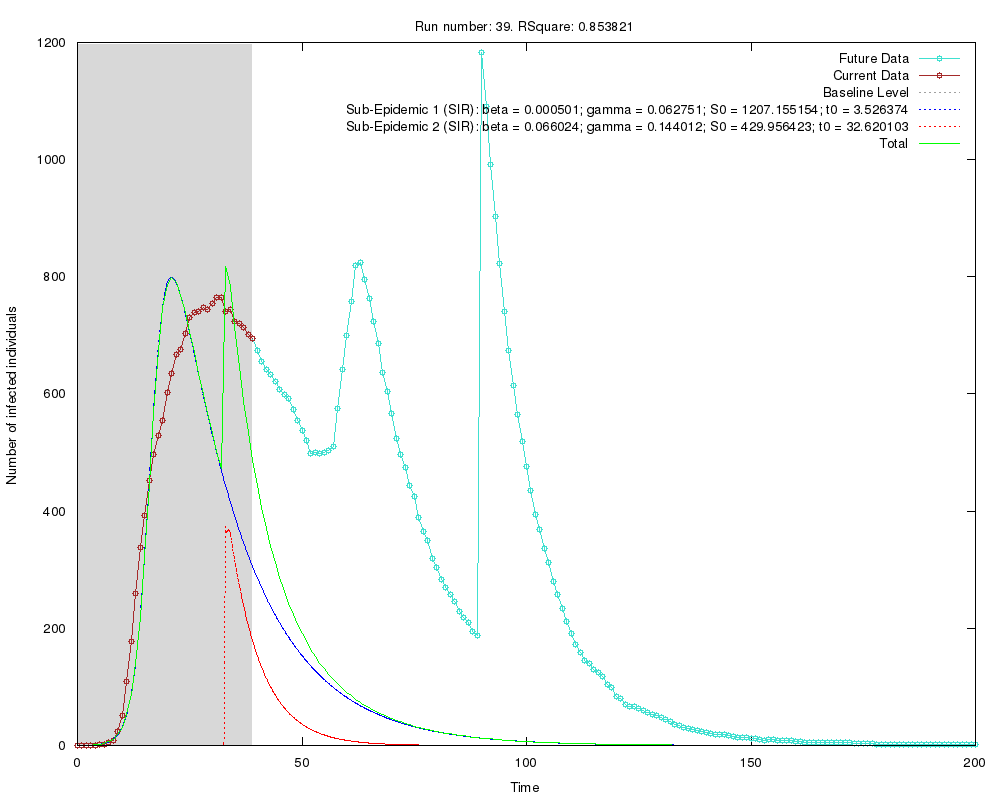 Run number: 39. RSquare: 0.853821
1200
1000
800
600
400
200
0
Number of infected individuals
Future Data
Current Data
Baseline Level
Sub-Epidemic 1 (SIR): beta = 0.000501; gamma = 0.062751; S0 = 1207.155154; t0 = 3.526374
Sub-Epidemic 2 (SIR): beta = 0.066024; gamma = 0.144012; S0 = 429.956423; t0 = 32.620103
Total
0 50 100 150 200
Time